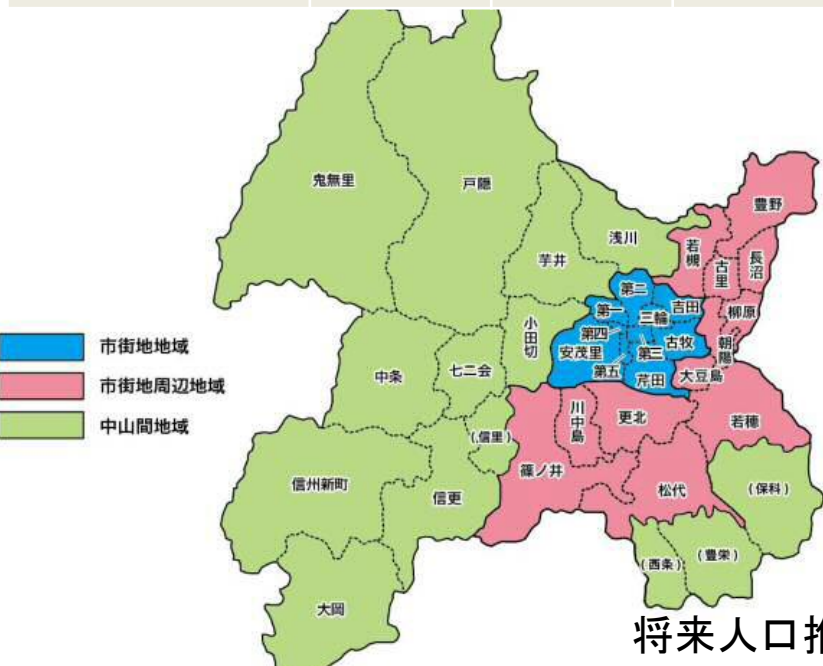 鬼無里
戸隠
豊野
浅川
若槻
芋井
古里
長沼
第二
吉田
柳原
第一
三輪
小田切
第四
古牧
朝陽
市街地地域
安茂里
第三
中条
七二会
第五
芹田
大豆島
市街地周辺地域
川中島
更北
若穂
中山間地域
(信里)
篠ノ井
信州新町
信更
松代
(保科)
(西条)
(豊栄)
大岡
将来人口推